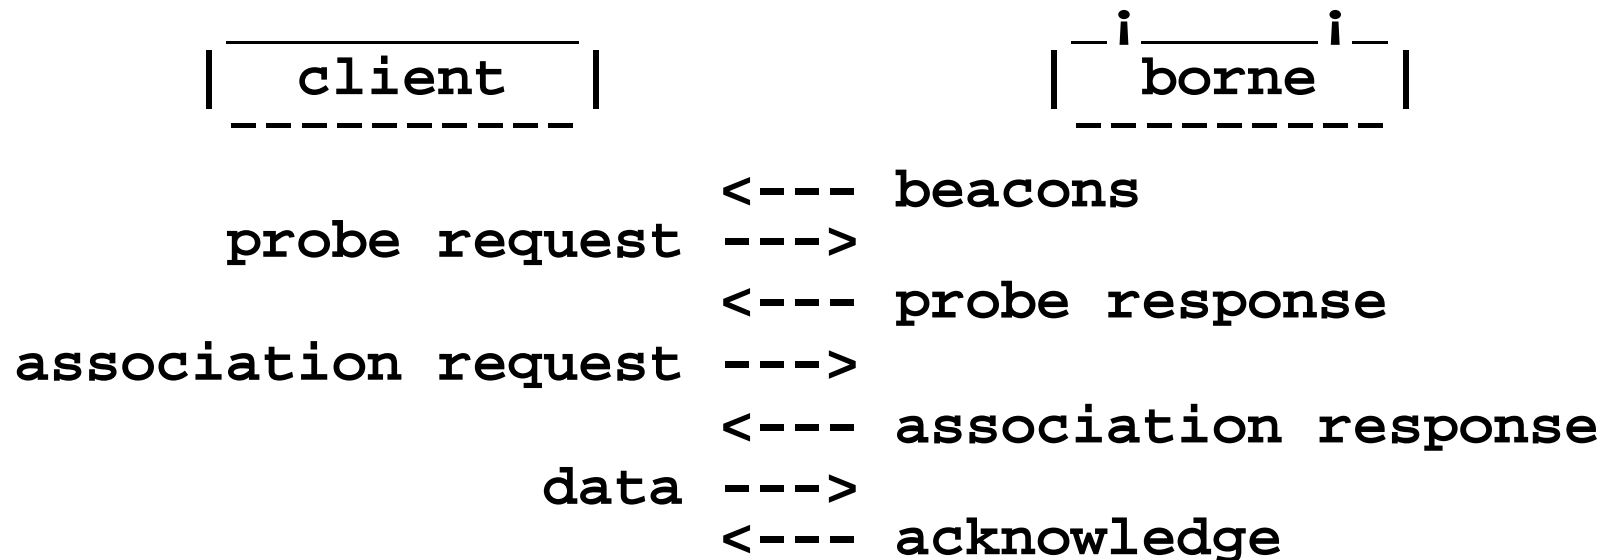 client borne
<--- beacons
probe request --->
<--- probe response
association request --->
<--- association response
data --->
<--- acknowledge